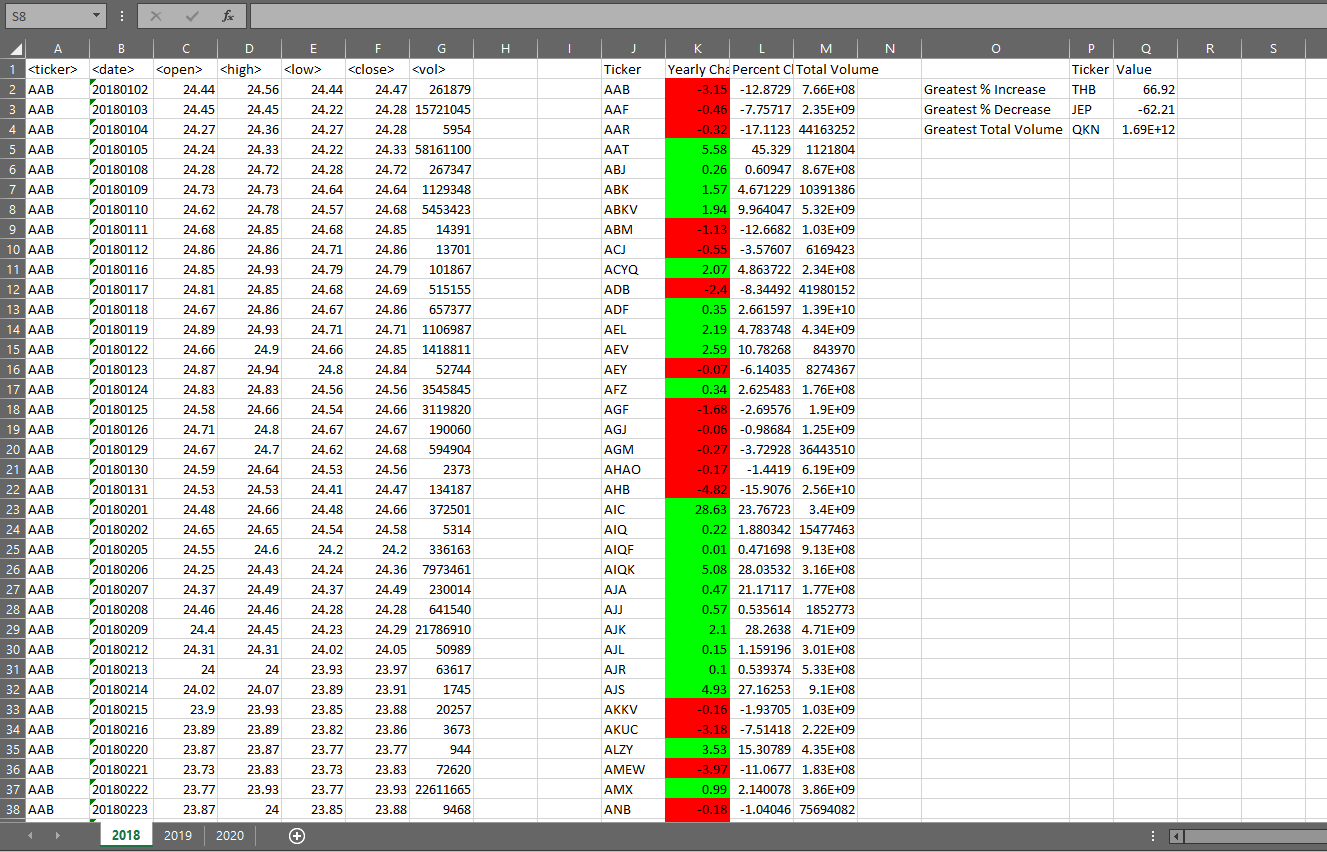 S8 fx
A B C D E F G H I J K L M N O P Q R S
1 <ticker> <date> <open> <high> <low> <close> <vol> Ticker Yearly Cha Percent Cl Total Volume Ticker Value
2 AAB 20180102 24.44 24.56 24.44 24.47 261879 AAB -3.15 -12.8729 7.66E+08 Greatest % Increase THB 66.92
3 AAB 20180103 24.45 24.45 24.22 24.28 15721045 AAF -0.46 -7.75717 2.35E+09 Greatest % Decrease JEP -62.21
4 AAB 20180104 24.27 24.36 24.27 24.28 5954 AAR -0.32 -17.1123 44163252 Greatest Total Volume QKN 1.69E+12
5 AAB 20180105 24.24 24.33 24.22 24.33 58161100 AAT 5.58 45.329 1121804
6 AAB 20180108 24.28 24.72 24.28 24.72 267347 ABJ 0.26 0.60947 8.67E+08
7 AAB 20180109 24.73 24.73 24.64 24.64 1129348 ABK 1.57 4.671229 10391386
8 AAB 20180110 24.62 24.78 24.57 24.68 5453423 ABKV 1.94 9.964047 5.32E+09
9 AAB 20180111 24.68 24.85 24.68 24.85 14391 ABM -1.13 -12.6682 1.03E+09
10 AAB 20180112 24.86 24.86 24.71 24.86 13701 ACJ -0.55 -3.57607 6169423
11 AAB 20180116 24.85 24.93 24.79 24.79 101867 ACYQ 2.07 4.863722 2.34E+08
12 AAB 20180117 24.81 24.85 24.68 24.69 515155 ADB -2.4 -8.34492 41980152
13 AAB 20180118 24.67 24.86 24.67 24.86 657377 ADF 0.35 2.661597 1.39E+10
14 AAB 20180119 24.89 24.93 24.71 24.71 1106987 AEL 2.19 4.783748 4.34E+09
15 AAB 20180122 24.66 24.9 24.66 24.85 1418811 AEV 2.59 10.78268 843970
16 AAB 20180123 24.87 24.94 24.8 24.84 52744 AEY -0.07 -6.14035 8274367
17 AAB 20180124 24.83 24.83 24.56 24.56 3545845 AFZ 0.34 2.625483 1.76E+08
18 AAB 20180125 24.58 24.66 24.54 24.66 3119820 AGF -1.68 -2.69576 1.9E+09
19 AAB 20180126 24.71 24.8 24.67 24.67 190060 AGJ -0.06 -0.98684 1.25E+09
20 AAB 20180129 24.67 24.7 24.62 24.68 594904 AGM -0.27 -3.72928 36443510
21 AAB 20180130 24.59 24.64 24.53 24.56 2373 AHAO -0.17 -1.4419 6.19E+09
22 AAB 20180131 24.53 24.53 24.41 24.47 134187 AHB -4.82 -15.9076 2.56E+10
23 AAB 20180201 24.48 24.66 24.48 24.66 372501 AIC 28.63 23.76723 3.4E+09
24 AAB 20180202 24.65 24.65 24.54 24.58 5314 AIQ 0.22 1.880342 15477463
25 AAB 20180205 24.55 24.6 24.2 24.2 336163 AIQF 0.01 0.471698 9.13E+08
26 AAB 20180206 24.25 24.43 24.24 24.36 7973461 AIQK 5.08 28.03532 3.16E+08
27 AAB 20180207 24.37 24.49 24.37 24.49 230014 AJA 0.47 21.17117 1.77E+08
28 AAB 20180208 24.46 24.46 24.28 24.28 641540 AJJ 0.57 0.535614 1852773
29 AAB 20180209 24.4 24.45 24.23 24.29 21786910 AJK 2.1 28.2638 4.71E+09
30 AAB 20180212 24.31 24.31 24.02 24.05 50989 AJL 0.15 1.159196 3.01E+08
31 AAB 20180213 24 24 23.93 23.97 63617 AJR 0.1 0.539374 5.33E+08
32 AAB 20180214 24.02 24.07 23.89 23.91 1745 AJS 4.93 27.16253 9.1E+08
33 AAB 20180215 23.9 23.93 23.85 23.88 20257 AKKV -0.16 -1.93705 1.03E+09
34 AAB 20180216 23.89 23.89 23.82 23.86 3673 AKUC -3.18 -7.51418 2.22E+09
35 AAB 20180220 23.87 23.87 23.77 23.77 944 ALZY 3.53 15.30789 4.35E+08
36 AAB 20180221 23.73 23.83 23.73 23.83 72620 AMEW -3.97 -11.0677 1.83E+08
37 AAB 20180222 23.77 23.93 23.77 23.93 22611665 AMX 0.99 2.140078 3.86E+09
38 AAB 20180223 23.87 24 23.85 23.88 9468 ANB -0.18 -1.04046 75694082
2018 2019 2020